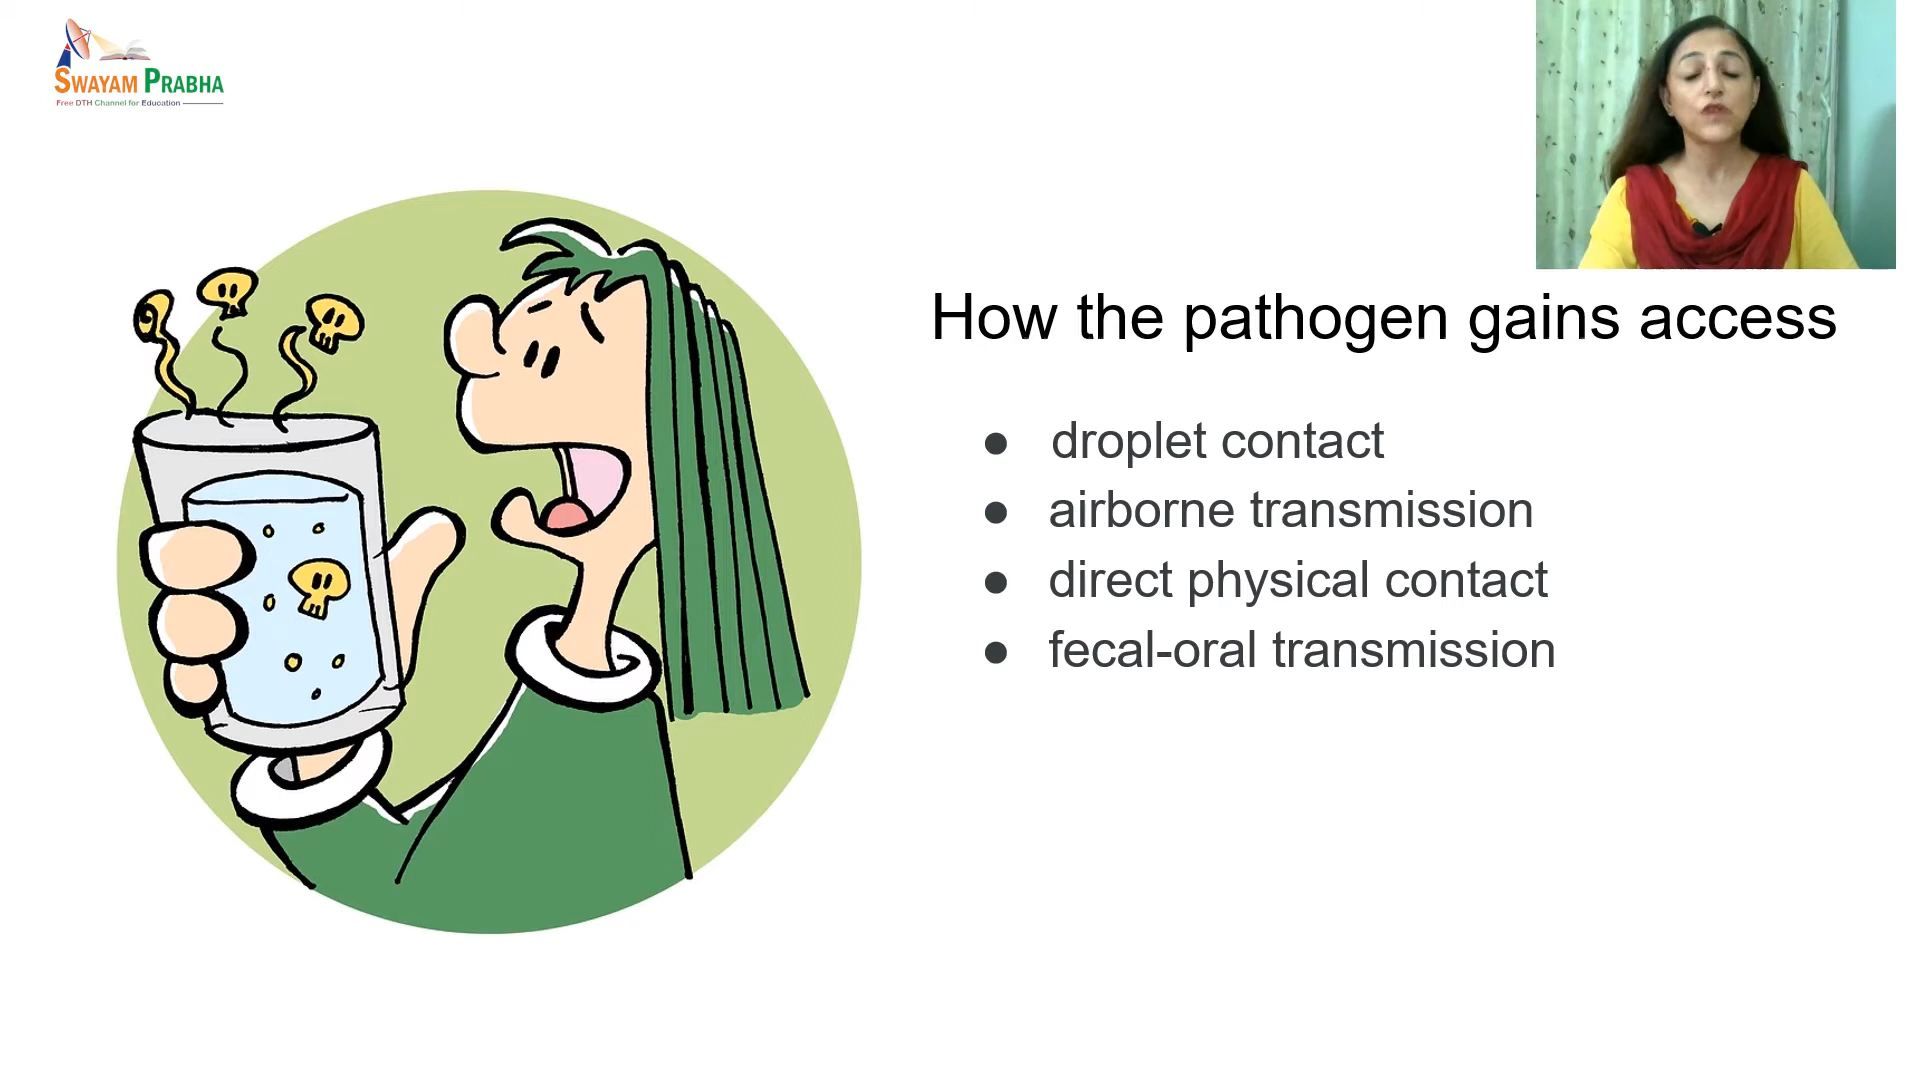 SWAYAM PRABHA
Free DTH Channel for Education
How the pathogen gains access
● droplet contact
● airborne transmission
● direct physical contact
● fecal-oral transmission